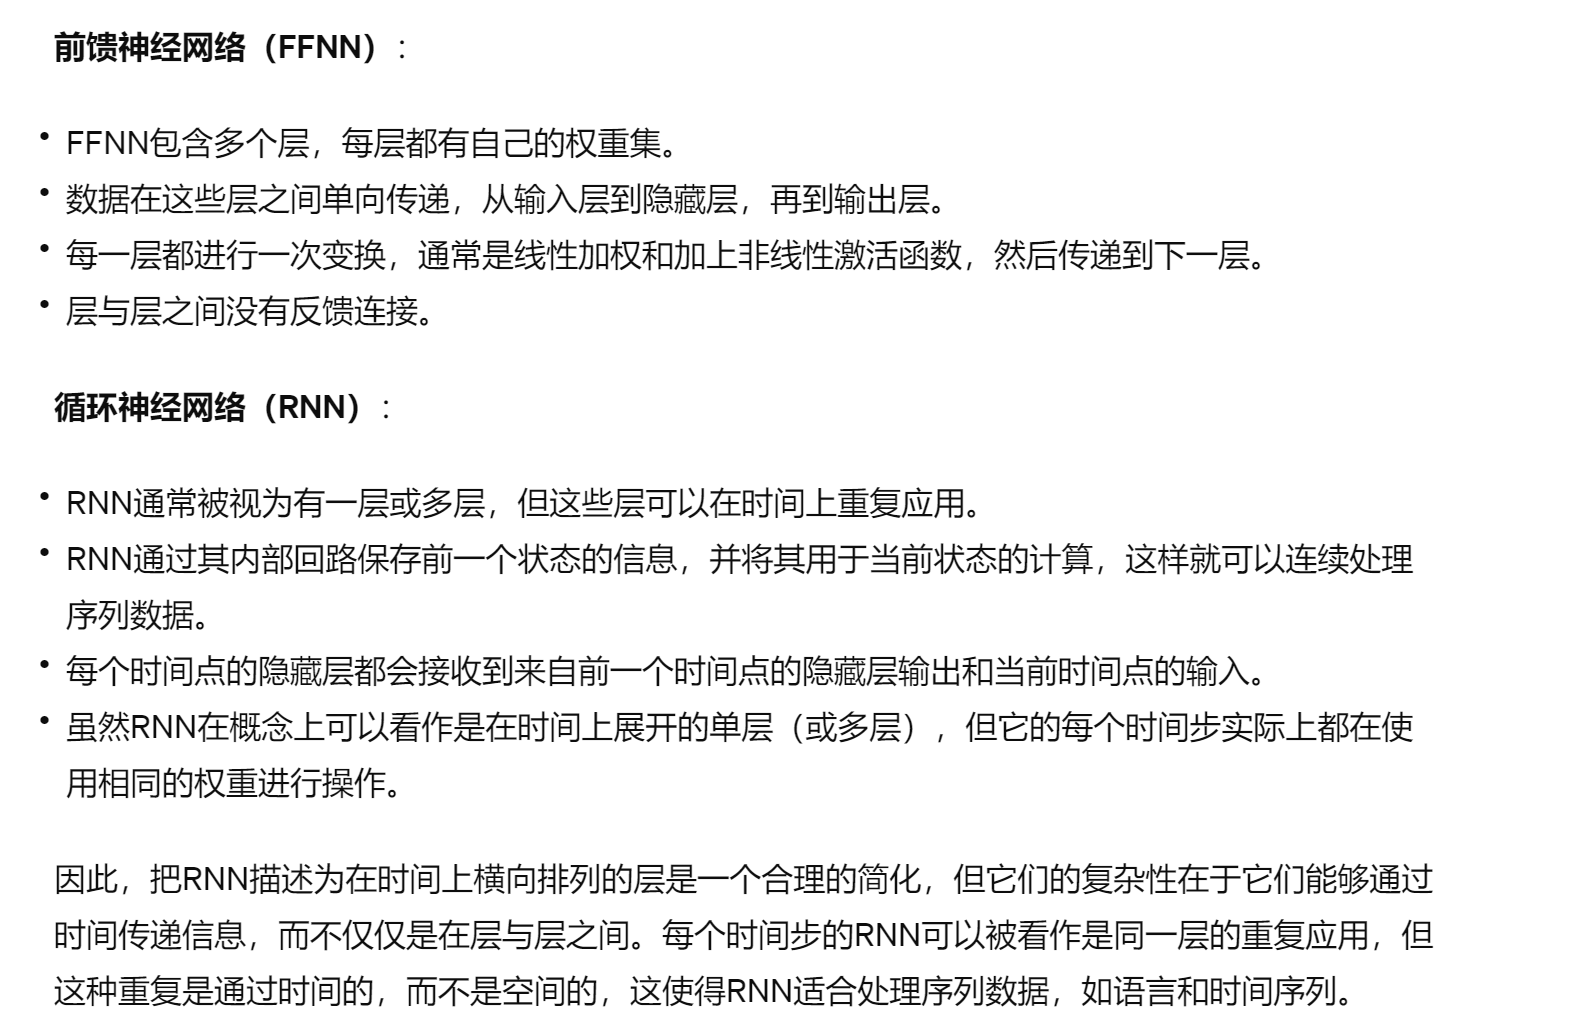 前馈神经网络（FFNN）：
• FFNN包含多个层，每层都有自己的权重集。
• 数据在这些层之间单向传递，从输入层到隐藏层，再到输出层。
• 每一层都进行一次变换，通常是线性加权和加上非线性激活函数，然后传递到下一层。
• 层与层之间没有反馈连接。
循环神经网络（RNN）：
• RNN通常被视为有一层或多层，但这些层可以在时间上重复应用。
• RNN通过其内部回路保存前一个状态的信息，并将其用于当前状态的计算，这样就可以连续处理
序列数据。
• 每个时间点的隐藏层都会接收到来自前一个时间点的隐藏层输出和当前时间点的输入。
• 虽然RNN在概念上可以看作是在时间上展开的单层（或多层），但它的每个时间步实际上都在使
用相同的权重进行操作。
因此，把RNN描述为在时间上横向排列的层是一个合理的简化，但它们的复杂性在于它们能够通过
时间传递信息，而不仅仅是在层与层之间。每个时间步的RNN可以被看作是同一层的重复应用，但
这种重复是通过时间的，而不是空间的，这使得RNN适合处理序列数据，如语言和时间序列。